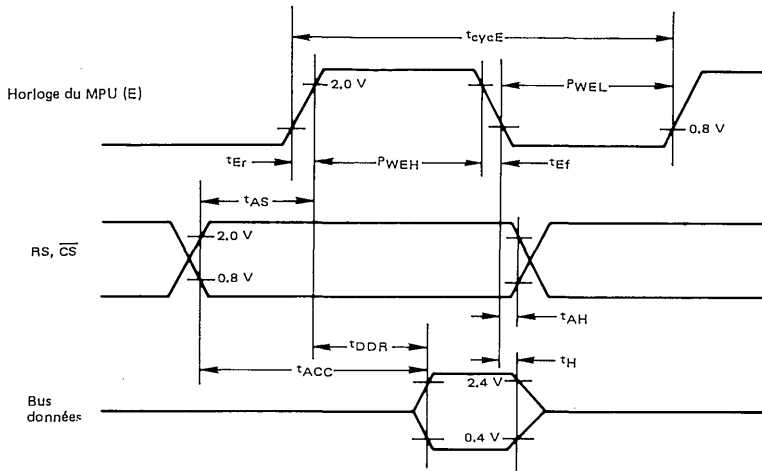 tcycE
Horloge du MPU (E)
2.0 V
PWEL
0.8 V
tEr
PWEH
tEf
tAS
RS, C̅S̅
2.0 V
0.8 V
tAH
tDDR
tH
tACC
Bus
données
2.4 V
0.4 V